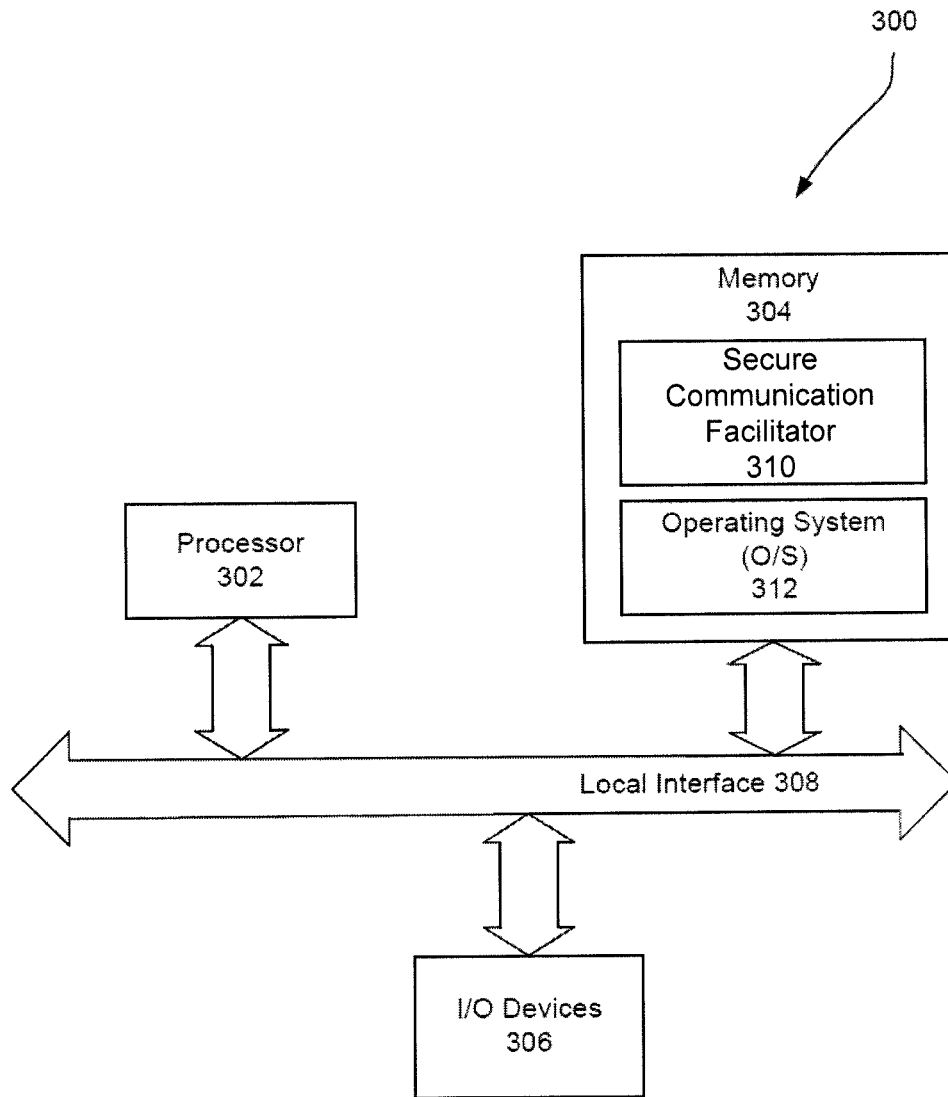 300
Memory
304
Secure
Communication
Facilitator
310
Operating System
(O/S)
312
Processor
302
Local Interface 308
I/O Devices
306